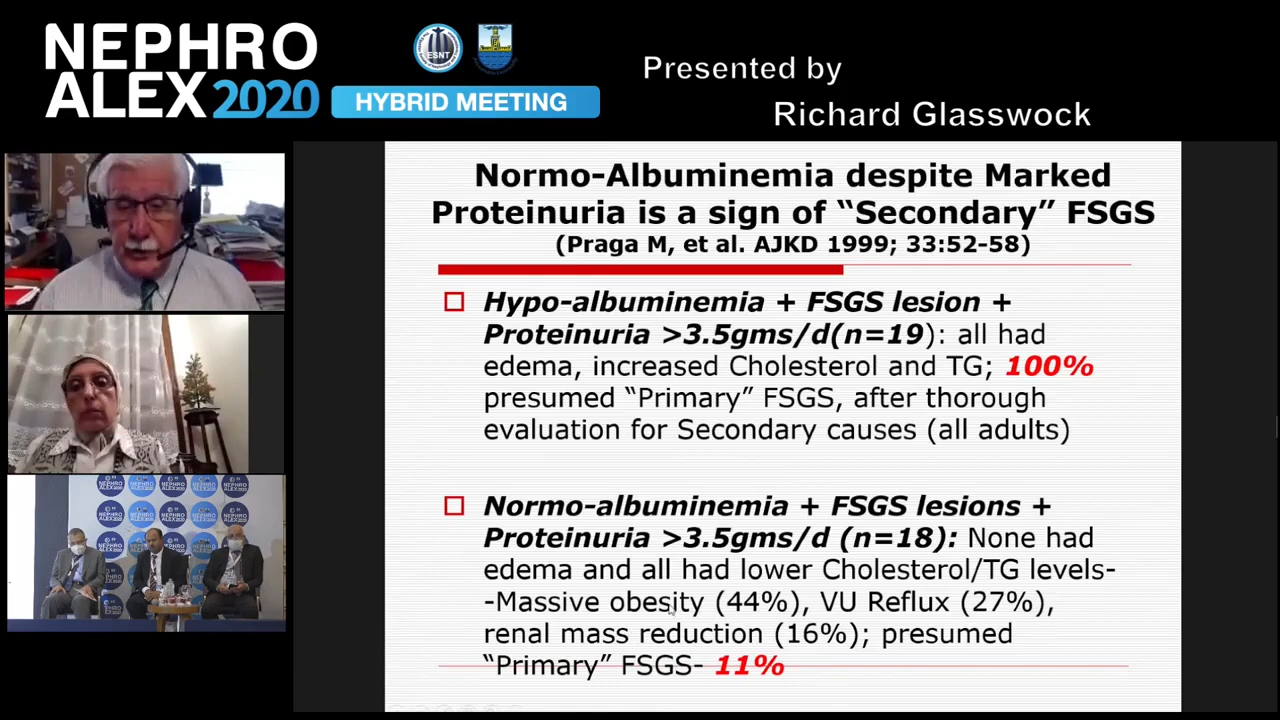 NEPHRO
ALEX2020
HYBRID MEETING
ESNT
Presented by
Richard Glasswock
Normo-Albuminemia despite Marked
Proteinuria is a sign of “Secondary” FSGS
(Praga M, et al. AJKD 1999; 33:52-58)
Hypo-albuminemia + FSGS lesion +
Proteinuria >3.5gms/d(n=19): all had
edema, increased Cholesterol and TG; 100%
presumed “Primary” FSGS, after thorough
evaluation for Secondary causes (all adults)
Normo-albuminemia + FSGS lesions +
Proteinuria >3.5gms/d (n=18): None had
edema and all had lower Cholesterol/TG levels-
-Massive obesity (44%), VU Reflux (27%),
renal mass reduction (16%); presumed
“Primary” FSGS- 11%